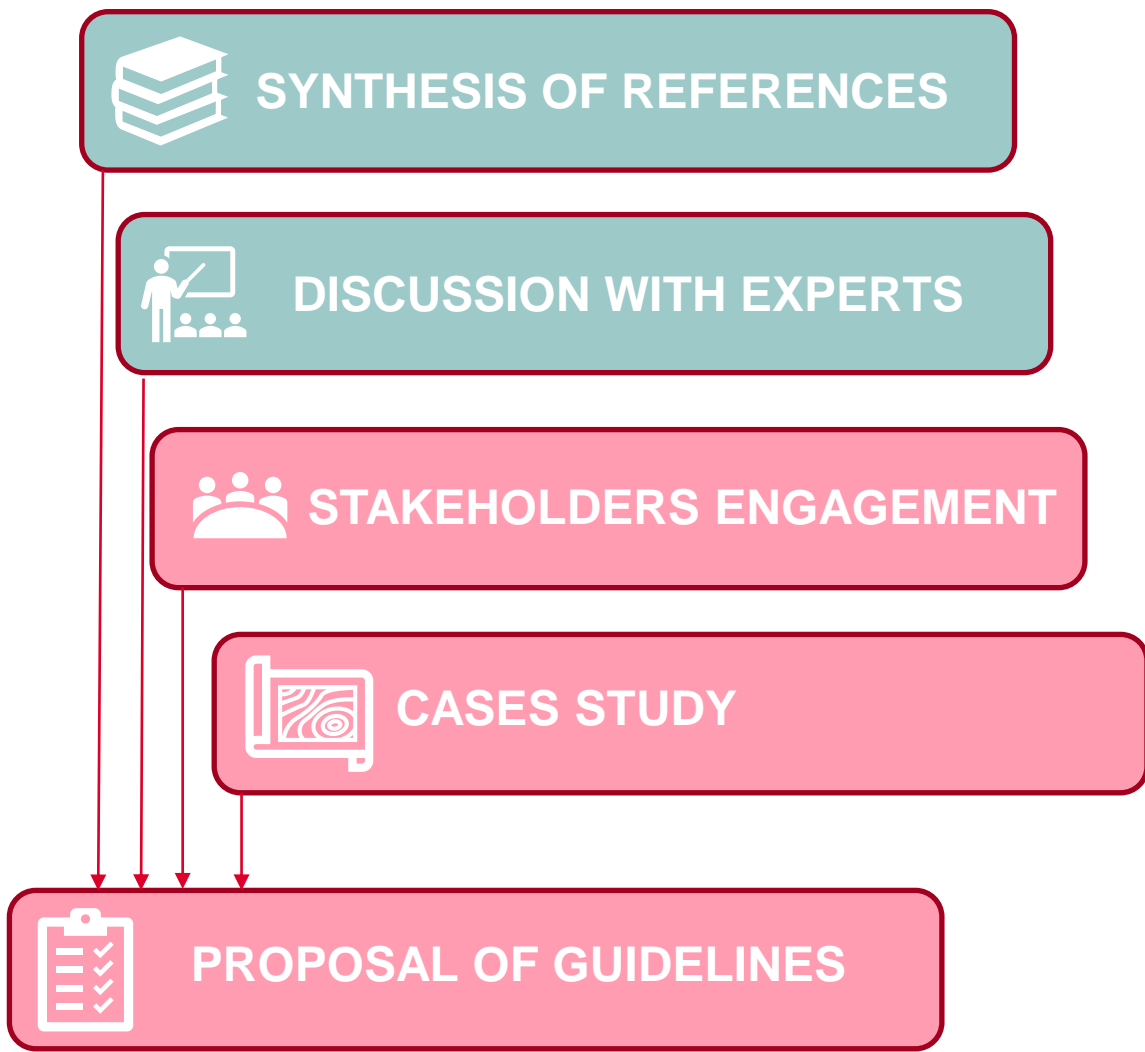 SYNTHESIS OF REFERENCES
DISCUSSION WITH EXPERTS
STAKEHOLDERS ENGAGEMENT
CASES STUDY
PROPOSAL OF GUIDELINES